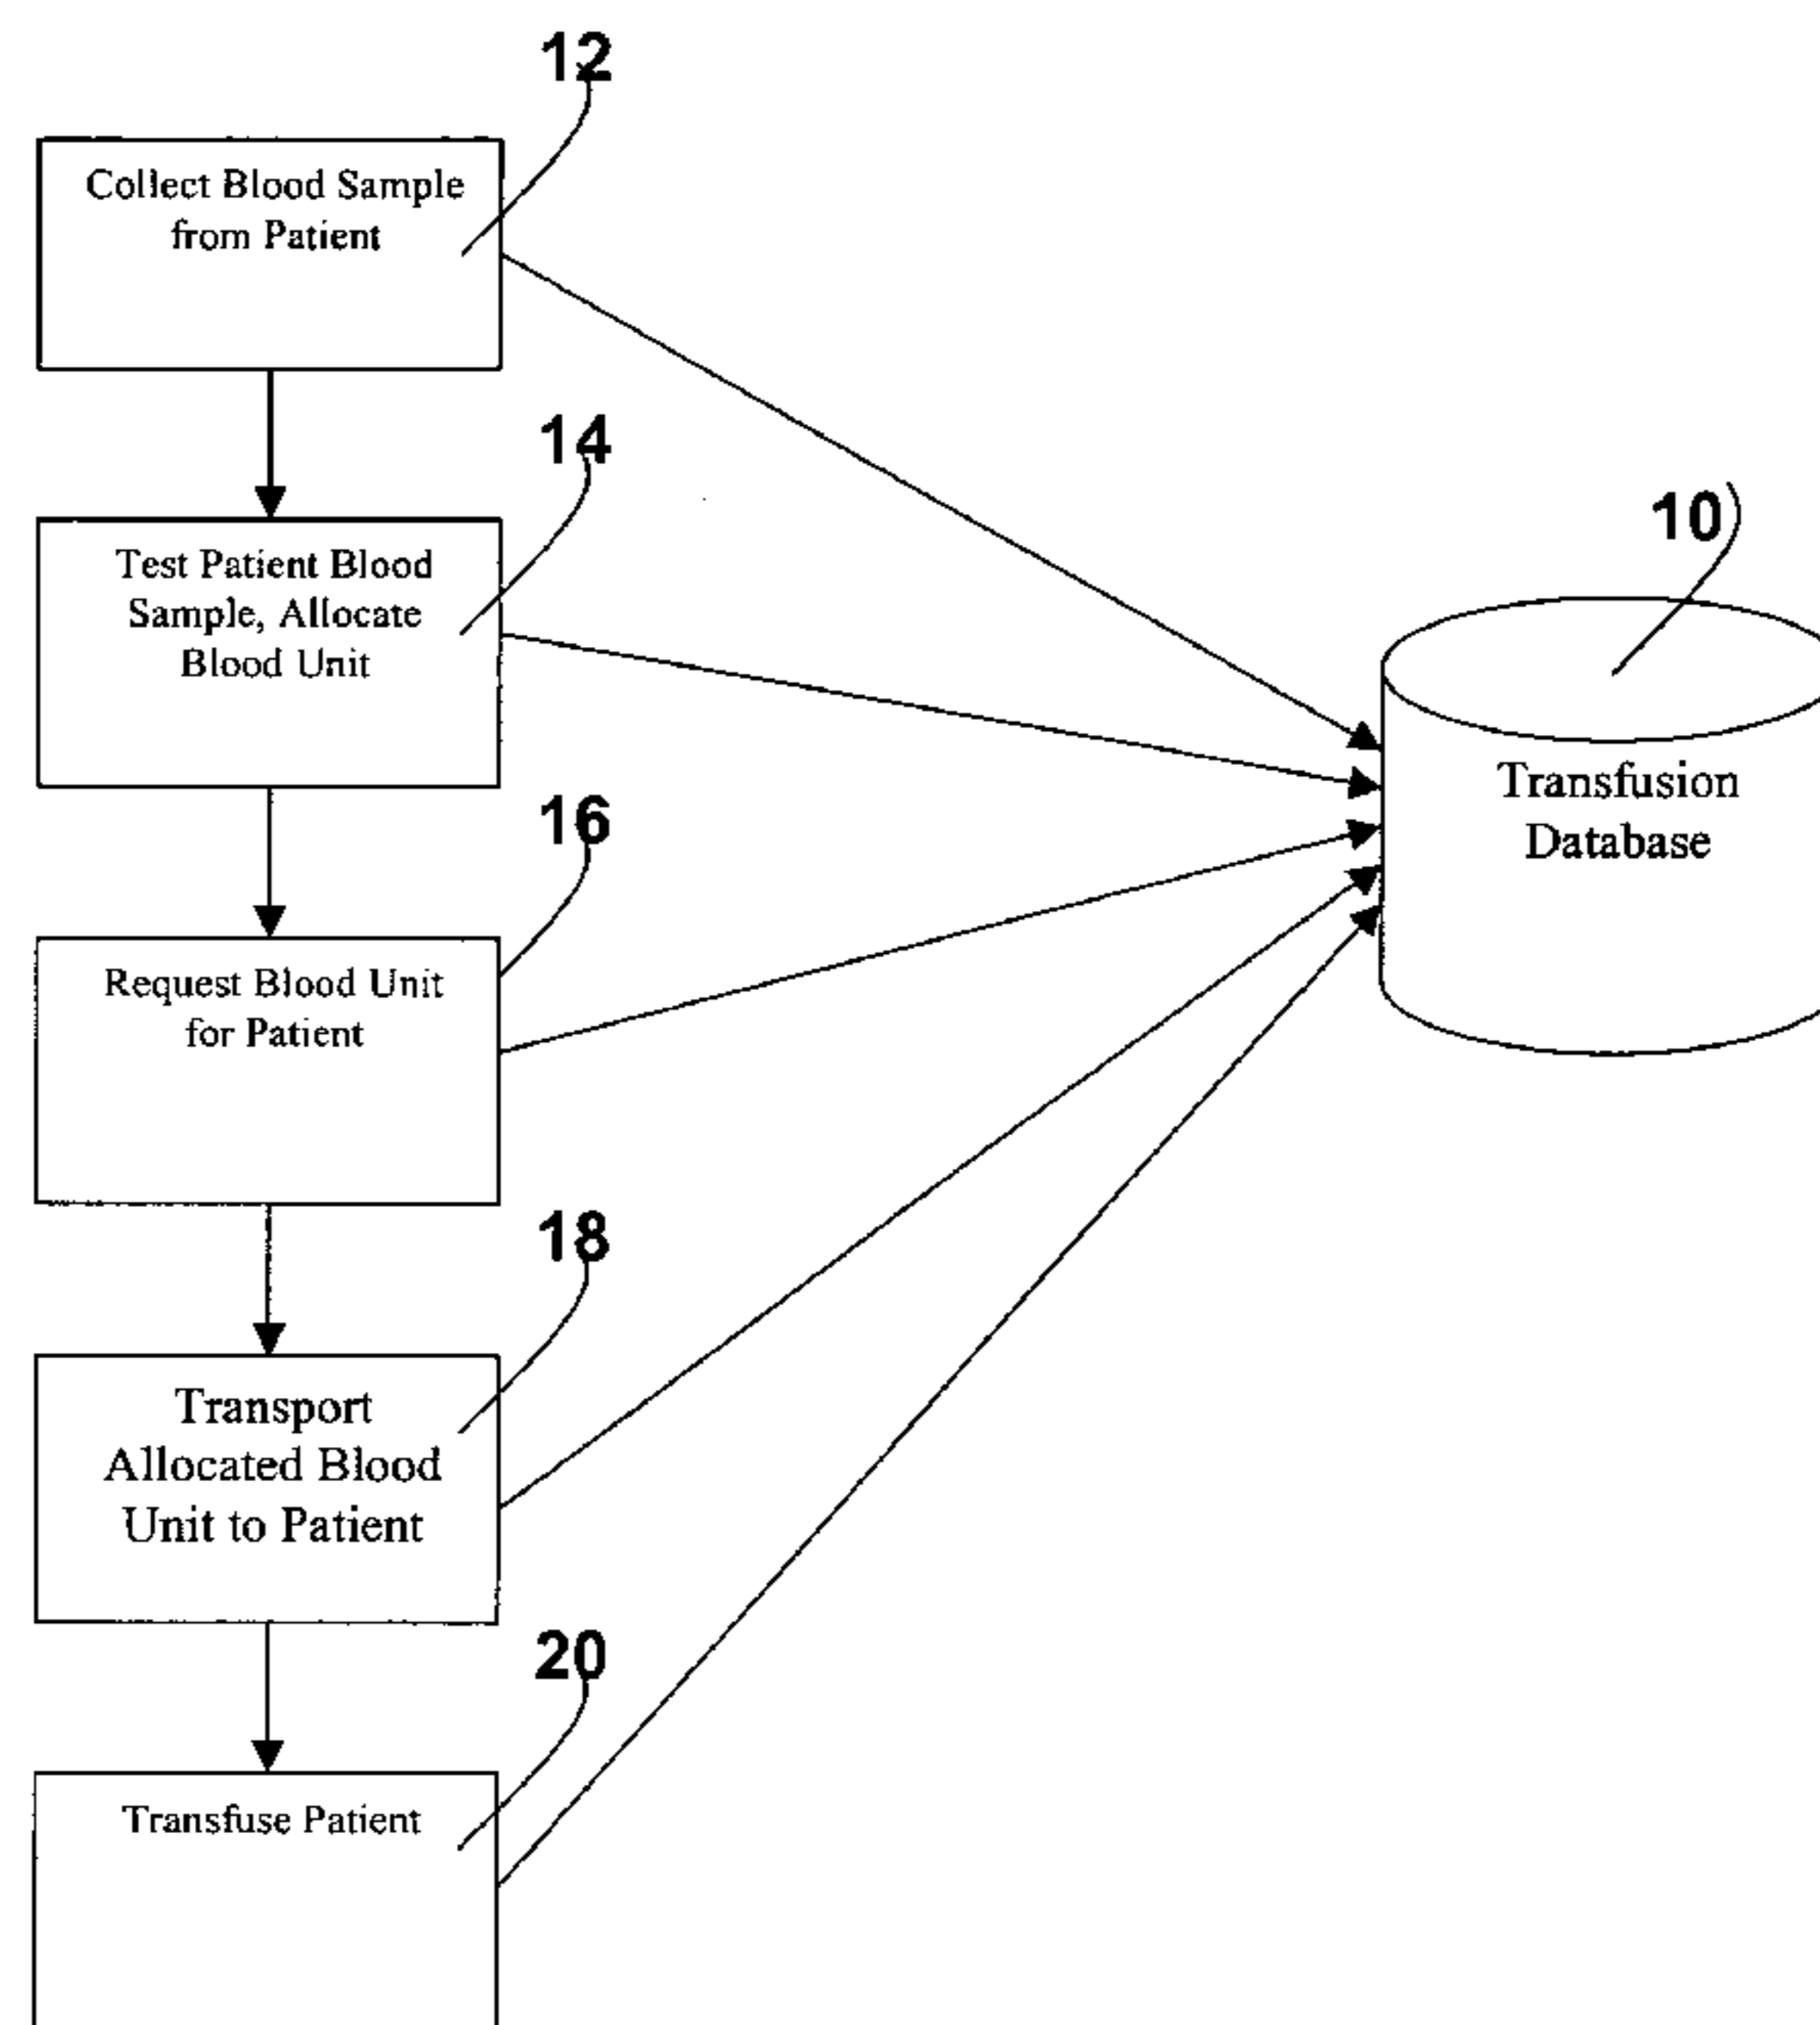 12
Collect Blood Sample
from Patient
14
Test Patient Blood
Sample, Allocate
Blood Unit
10
Transfusion
Database
16
Request Blood Unit
for Patient
18
Transport
Allocated Blood
Unit to Patient
20
Transfuse Patient